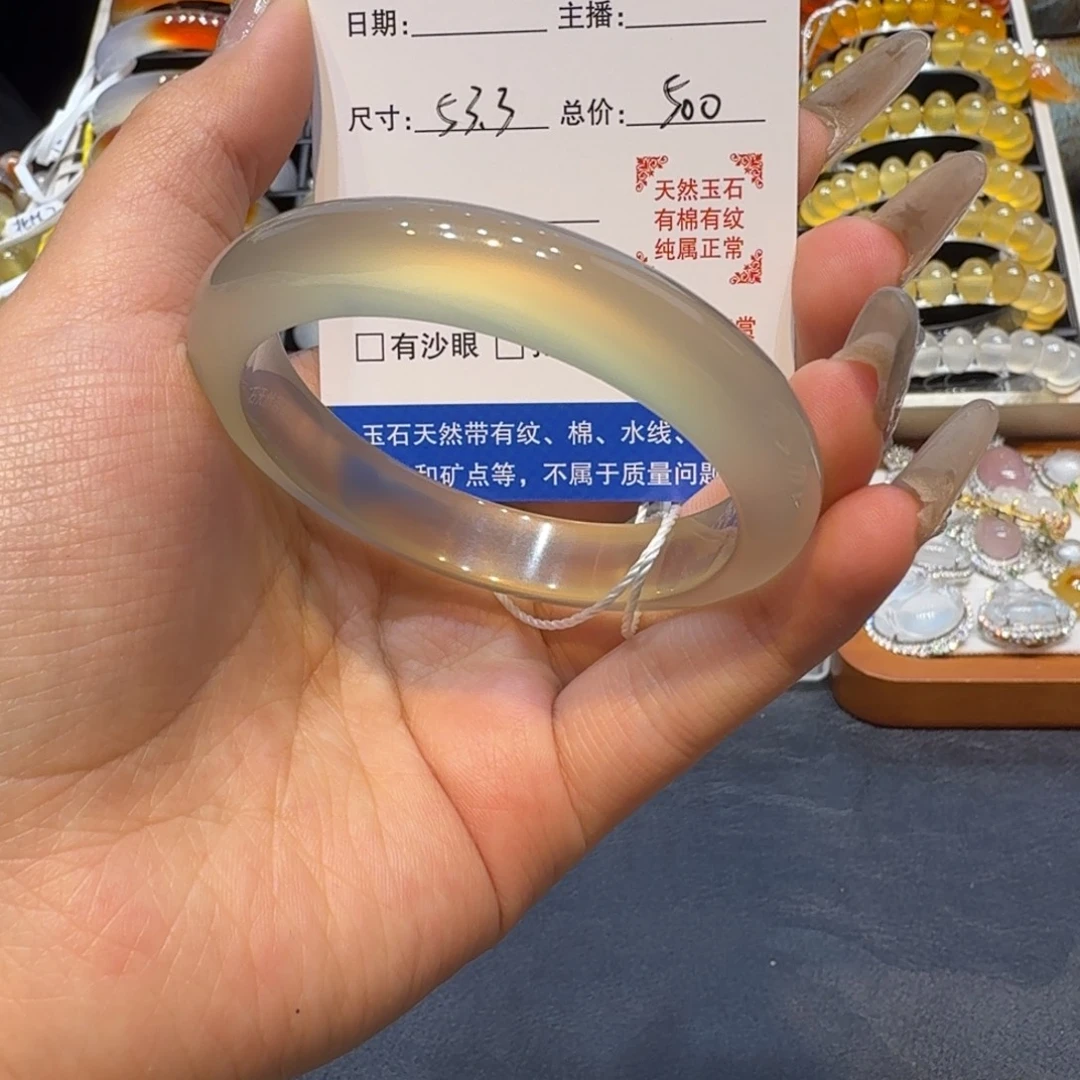 日期: 主播:
尺寸: 53.3 总价: 500
天然玉石
有棉有纹
纯属正常
□有沙眼 □
玉石天然带有纹、棉、水线、
和矿点等，不属于质量问题